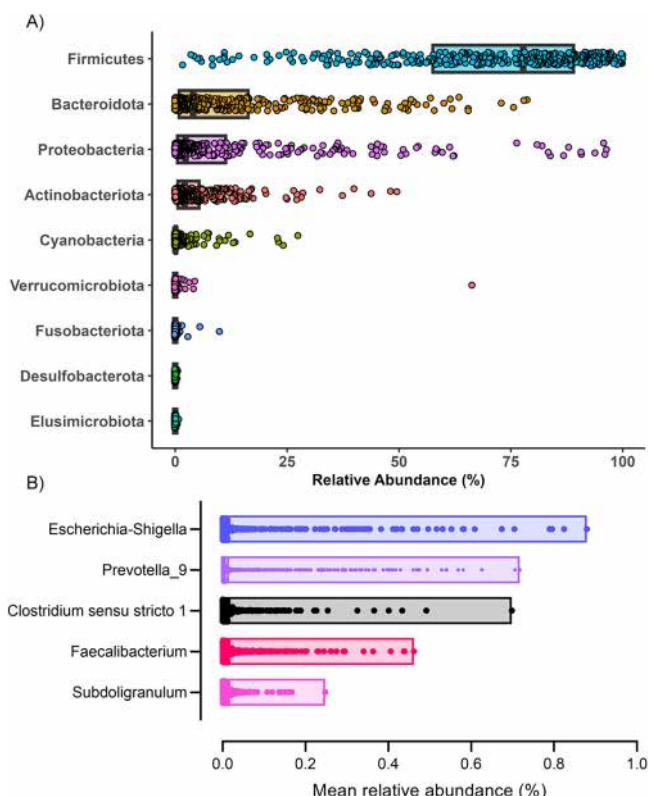 A)
Firmicutes
Bacteroidota
Proteobacteria
Actinobacteriota
Cyanobacteria
Verrucomicrobiota
Fusobacteriota
Desulfobacterota
Elusimicrobiota
0 25 50 75 100
Relative Abundance (%)
B)
Escherichia-Shigella
Prevotella_9
Clostridium sensu stricto 1
Faecalibacterium
Subdoligranulum
0.0 0.2 0.4 0.6 0.8 1.0
Mean relative abundance (%)